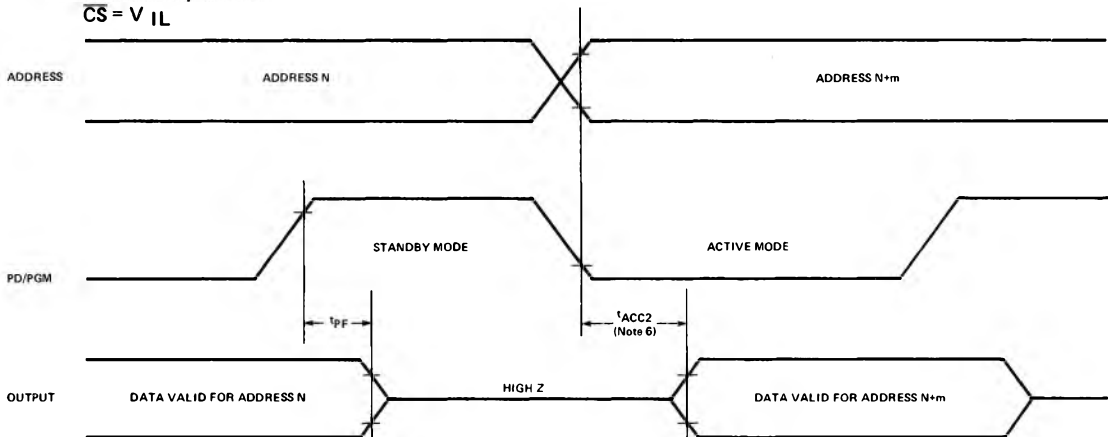 CS = V IL
ADDRESS
ADDRESS N
ADDRESS N+m
STANDBY MODE
ACTIVE MODE
PD/PGM
tPF
tACC2
(Note 6)
OUTPUT
DATA VALID FOR ADDRESS N
HIGH Z
DATA VALID FOR ADDRESS N+m